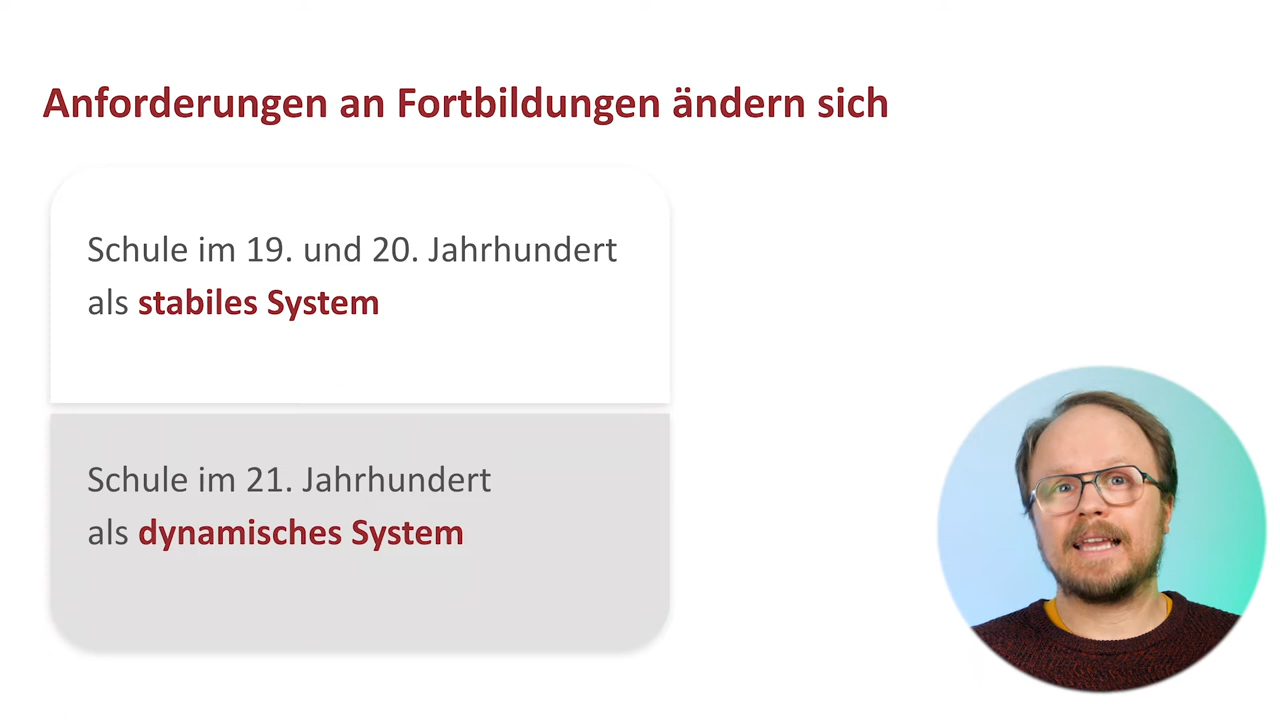 Anforderungen an Fortbildungen ändern sich
Schule im 19. und 20. Jahrhundert
als stabiles System
Schule im 21. Jahrhundert
als dynamisches System